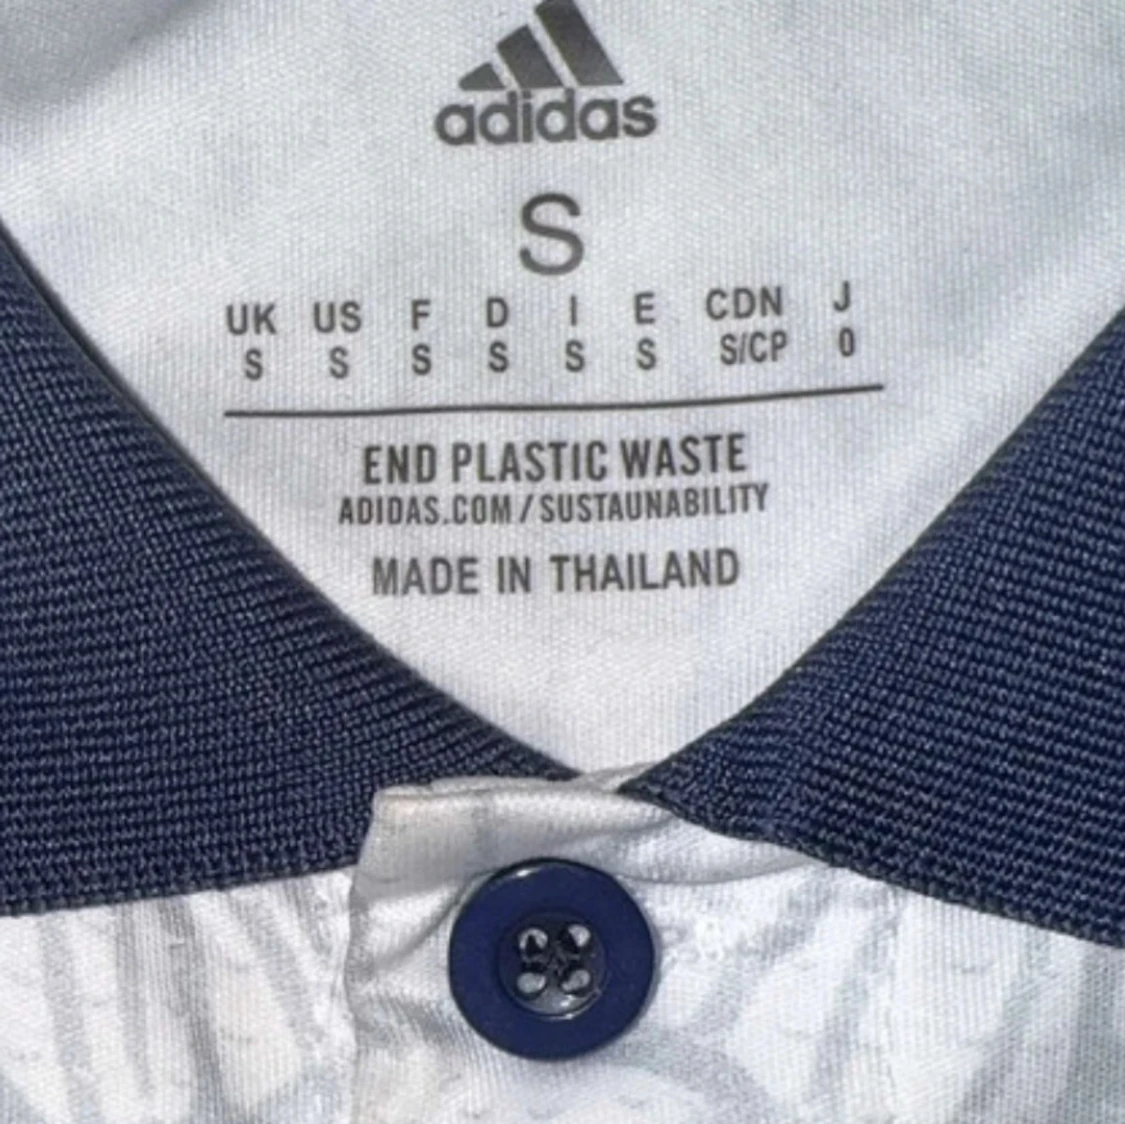 adidas
S
UK US F D I E CDN J
S S S S S S S/CP 0
END PLASTIC WASTE
ADIDAS.COM/SUSTAUNABILITY
MADE IN THAILAND